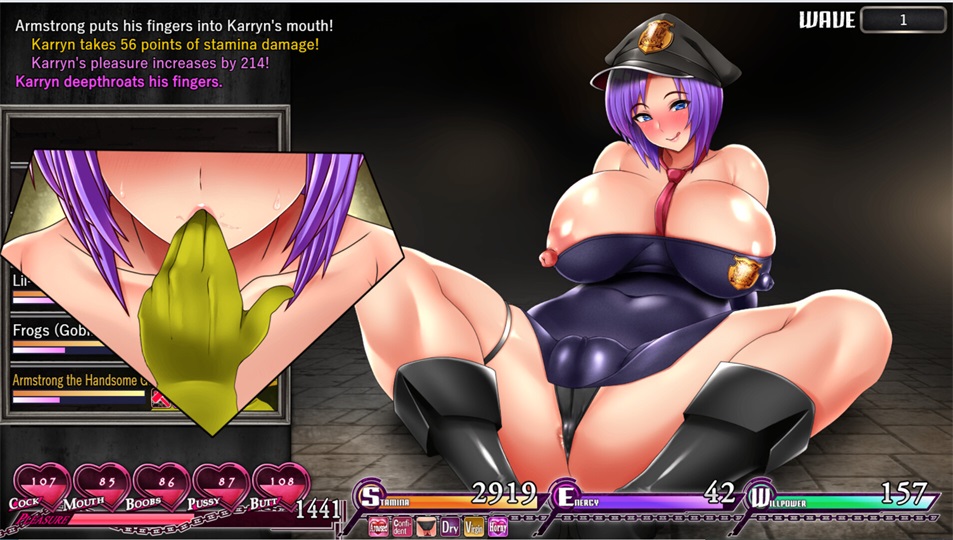 Armstrong puts his fingers into Karryn's mouth!
Karryn takes 56 points of stamina damage!
Karryn's pleasure increases by 214!
Karryn deepthroats his fingers.
WAVE 1
Frogs (Gob
Armstrong the Handsome G
107 85 86 87 108
COCK MOUTH BOOBS PUSSY BUTT
PLEASURE 1441
STAMINA 2919
ENERGY 42
WILLPOWER 157
Confident
Dry
Horny